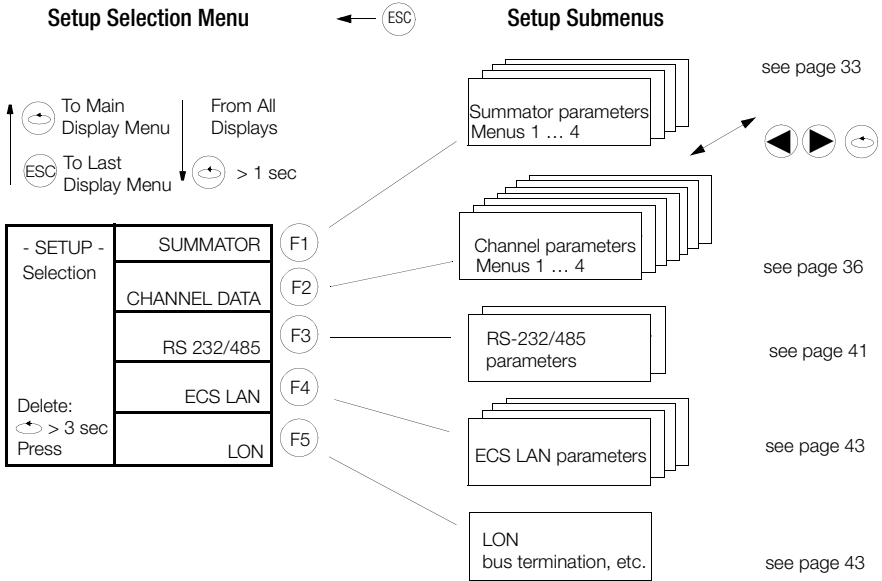 Setup Selection Menu
ESC
Setup Submenus
see page 33
To Main
Display Menu
From All
Displays
ESC
To Last
Display Menu
> 1 sec
Summator parameters
Menus 1 … 4
- SETUP -
Selection
SUMMATOR
F1
CHANNEL DATA
F2
RS 232/485
F3
ECS LAN
F4
LON
F5
Delete:
> 3 sec
Press
Channel parameters
Menus 1 … 4
see page 36
RS-232/485
parameters
see page 41
ECS LAN parameters
see page 43
LON
bus termination, etc.
see page 43